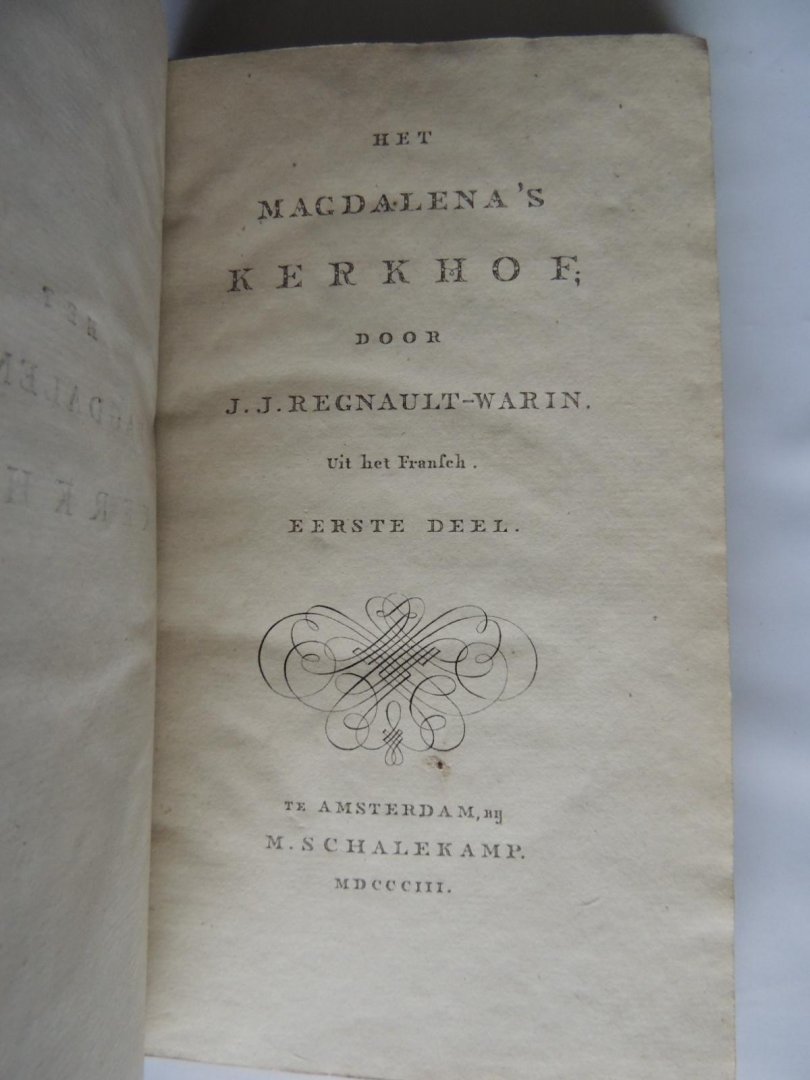 HET
MAGDALENA'S
KERKHOF;
DOOR
J. J. REGNAULT-WARIN.
Uit het Franſch.
EERSTE DEEL.
TE AMSTERDAM, bij
M. SCHALEKAMP.
MDCCCIII.